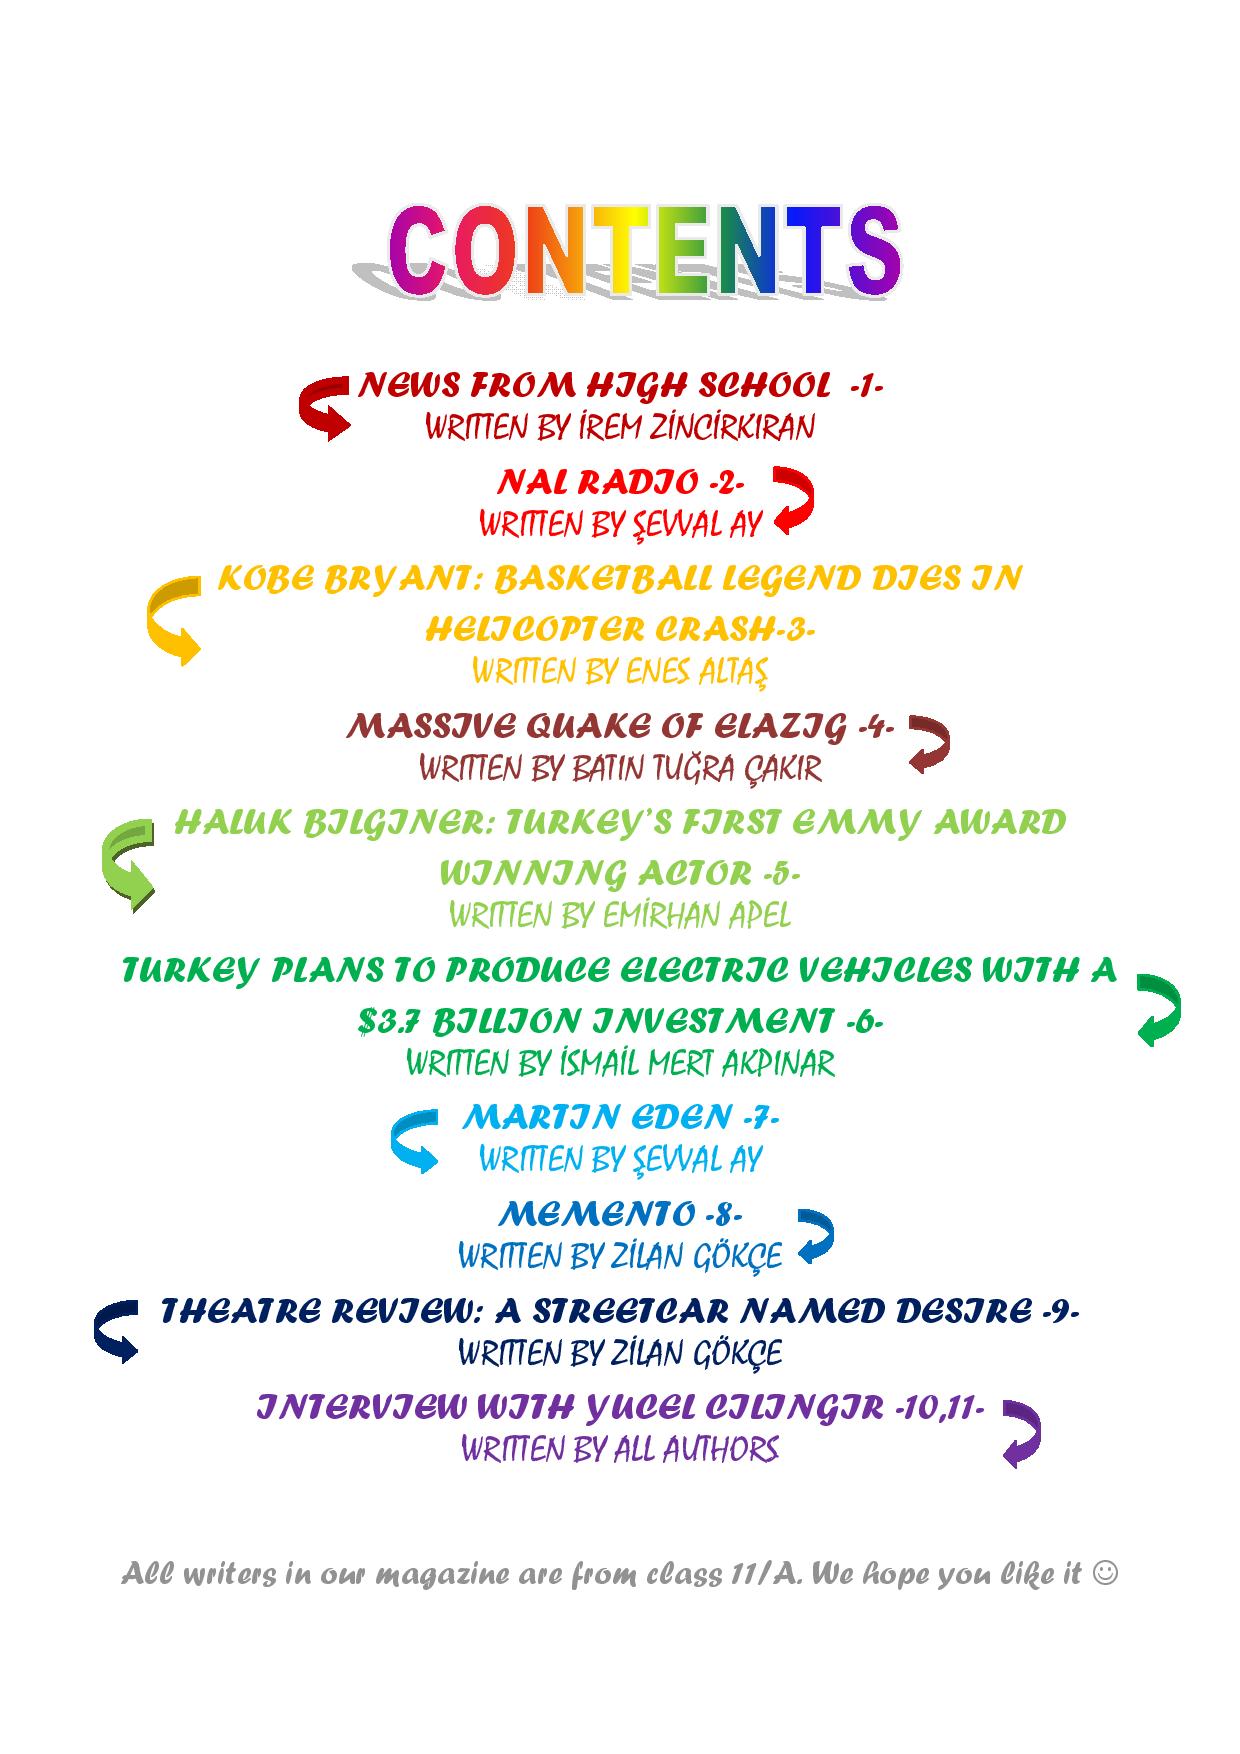 CONTENTS
NEWS FROM HIGH SCHOOL -1-
WRITTEN BY İREM ZİNCİRKIRAN
NAL RADIO -2-
WRITTEN BY ŞEVVAL AY
KOBE BRYANT: BASKETBALL LEGEND DIES IN
HELICOPTER CRASH-3-
WRITTEN BY ENES ALTAŞ
MASSIVE QUAKE OF ELAZIG -4-
WRITTEN BY BATIN TUĞRA ÇAKIR
HALUK BILGINER: TURKEY'S FIRST EMMY AWARD
WINNING ACTOR -5-
WRITTEN BY EMİRHAN APEL
TURKEY PLANS TO PRODUCE ELECTRIC VEHICLES WITH A
$3.7 BILLION INVESTMENT -6-
WRITTEN BY İSMAİL MERT AKPINAR
MARTIN EDEN -7-
WRITTEN BY ŞEVVAL AY
MEMENTO -8-
WRITTEN BY ZİLAN GÖKÇE
THEATRE REVIEW: A STREETCAR NAMED DESIRE -9-
WRITTEN BY ZİLAN GÖKÇE
INTERVIEW WITH YUCEL CILINGIR -10,11-
WRITTEN BY ALL AUTHORS
All writers in our magazine are from class 11/A. We hope you like it ☺